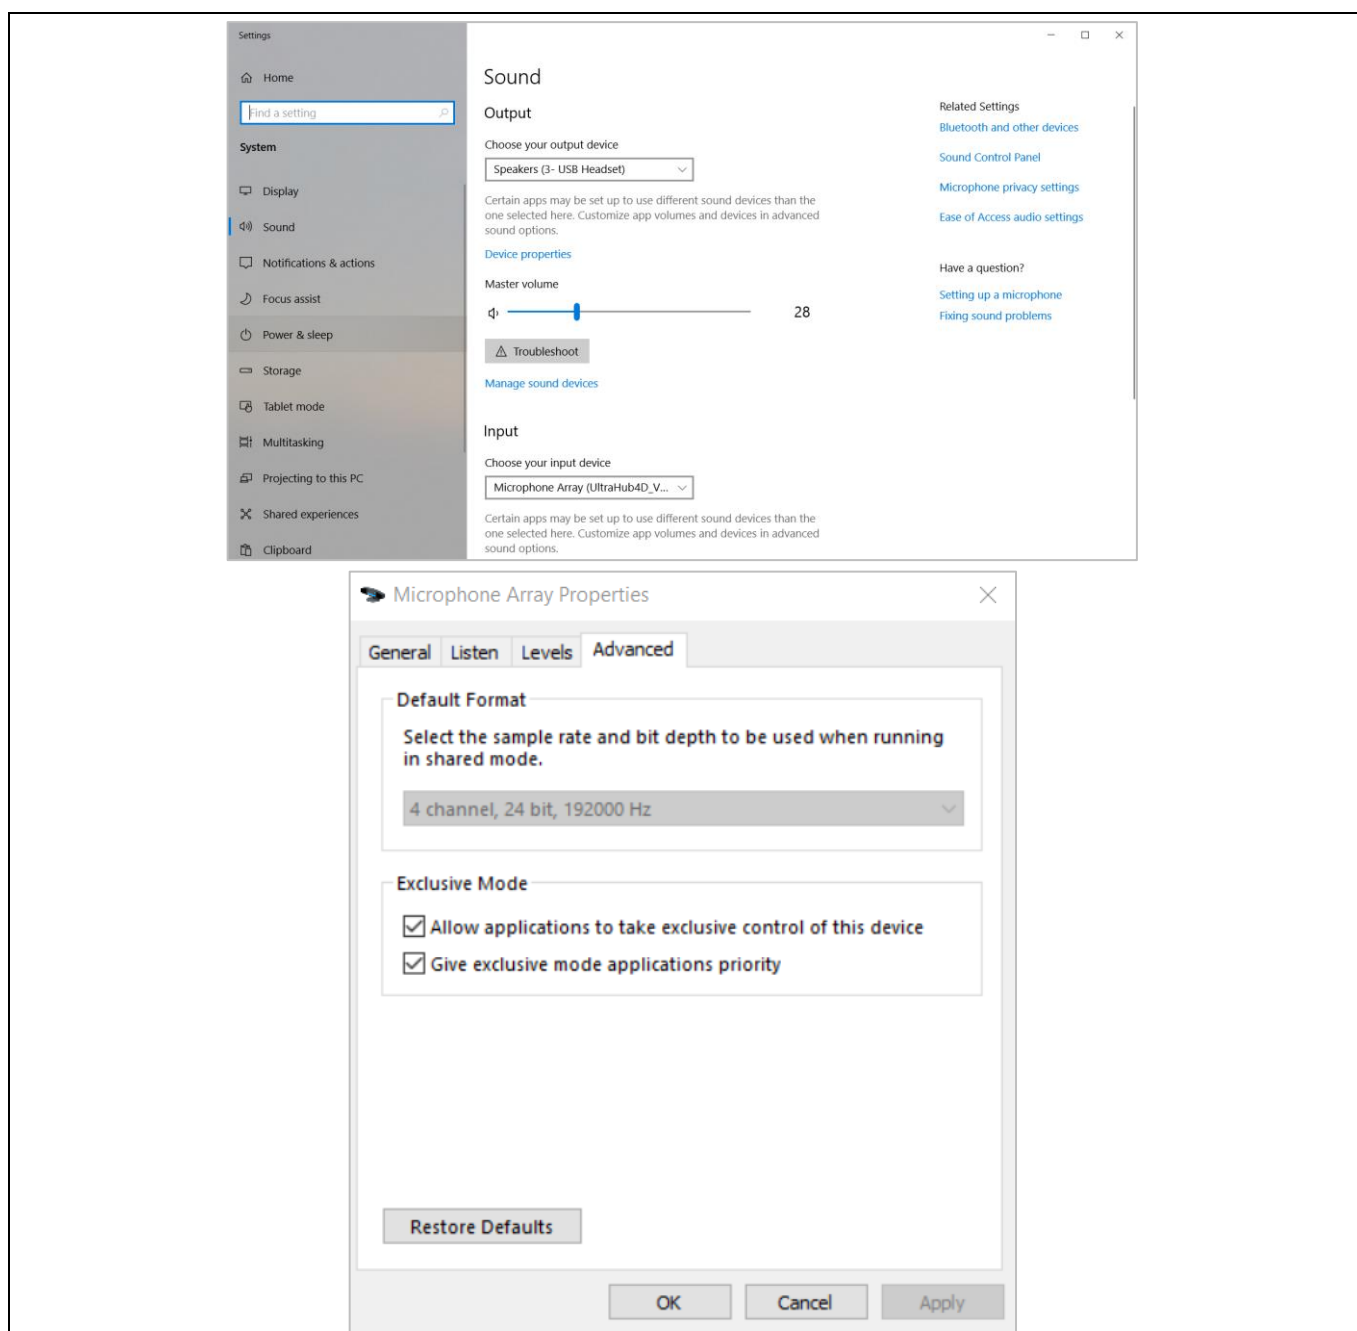 Settings
Home
Find a setting
System
Display
Sound
Notifications & actions
Focus assist
Power & sleep
Storage
Tablet mode
Multitasking
Projecting to this PC
Shared experiences
Clipboard
Sound
Output
Choose your output device
Speakers (3- USB Headset)
Certain apps may be set up to use different sound devices than the
one selected here. Customize app volumes and devices in advanced
sound options.
Device properties
Master volume
28
Troubleshoot
Manage sound devices
Input
Choose your input device
Microphone Array (UltraHub4D_V...
Certain apps may be set up to use different sound devices than the
one selected here. Customize app volumes and devices in advanced
sound options.
Related Settings
Bluetooth and other devices
Sound Control Panel
Microphone privacy settings
Ease of Access audio settings
Have a question?
Setting up a microphone
Fixing sound problems
Microphone Array Properties
General Listen Levels Advanced
Default Format
Select the sample rate and bit depth to be used when running
in shared mode.
4 channel, 24 bit, 192000 Hz
Exclusive Mode
Allow applications to take exclusive control of this device
Give exclusive mode applications priority
Restore Defaults
OK Cancel Apply